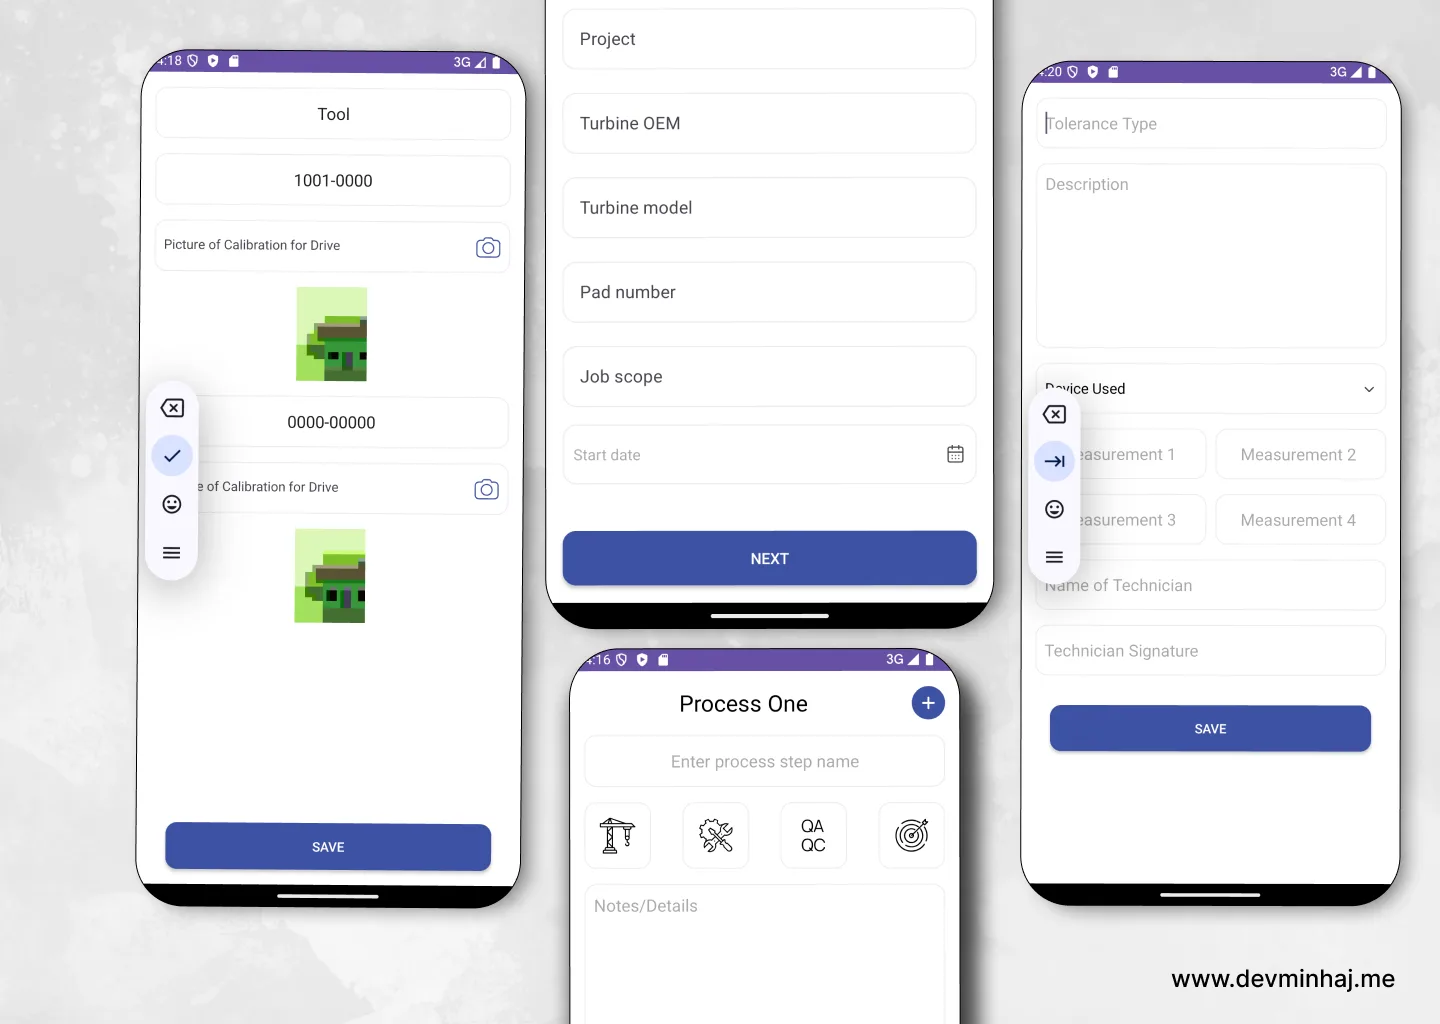 4:18
3G
Tool
1001-0000
Picture of Calibration for Drive
0000-00000
e of Calibration for Drive
SAVE
Project
Turbine OEM
Turbine model
Pad number
Job scope
Start date
NEXT
4:16
3G
Process One
Enter process step name
QA
QC
Notes/Details
4:20
3G
Tolerance Type
Description
Device Used
easurement 1
Measurement 2
easurement 3
Measurement 4
Name of Technician
Technician Signature
SAVE
www.devminhaj.me